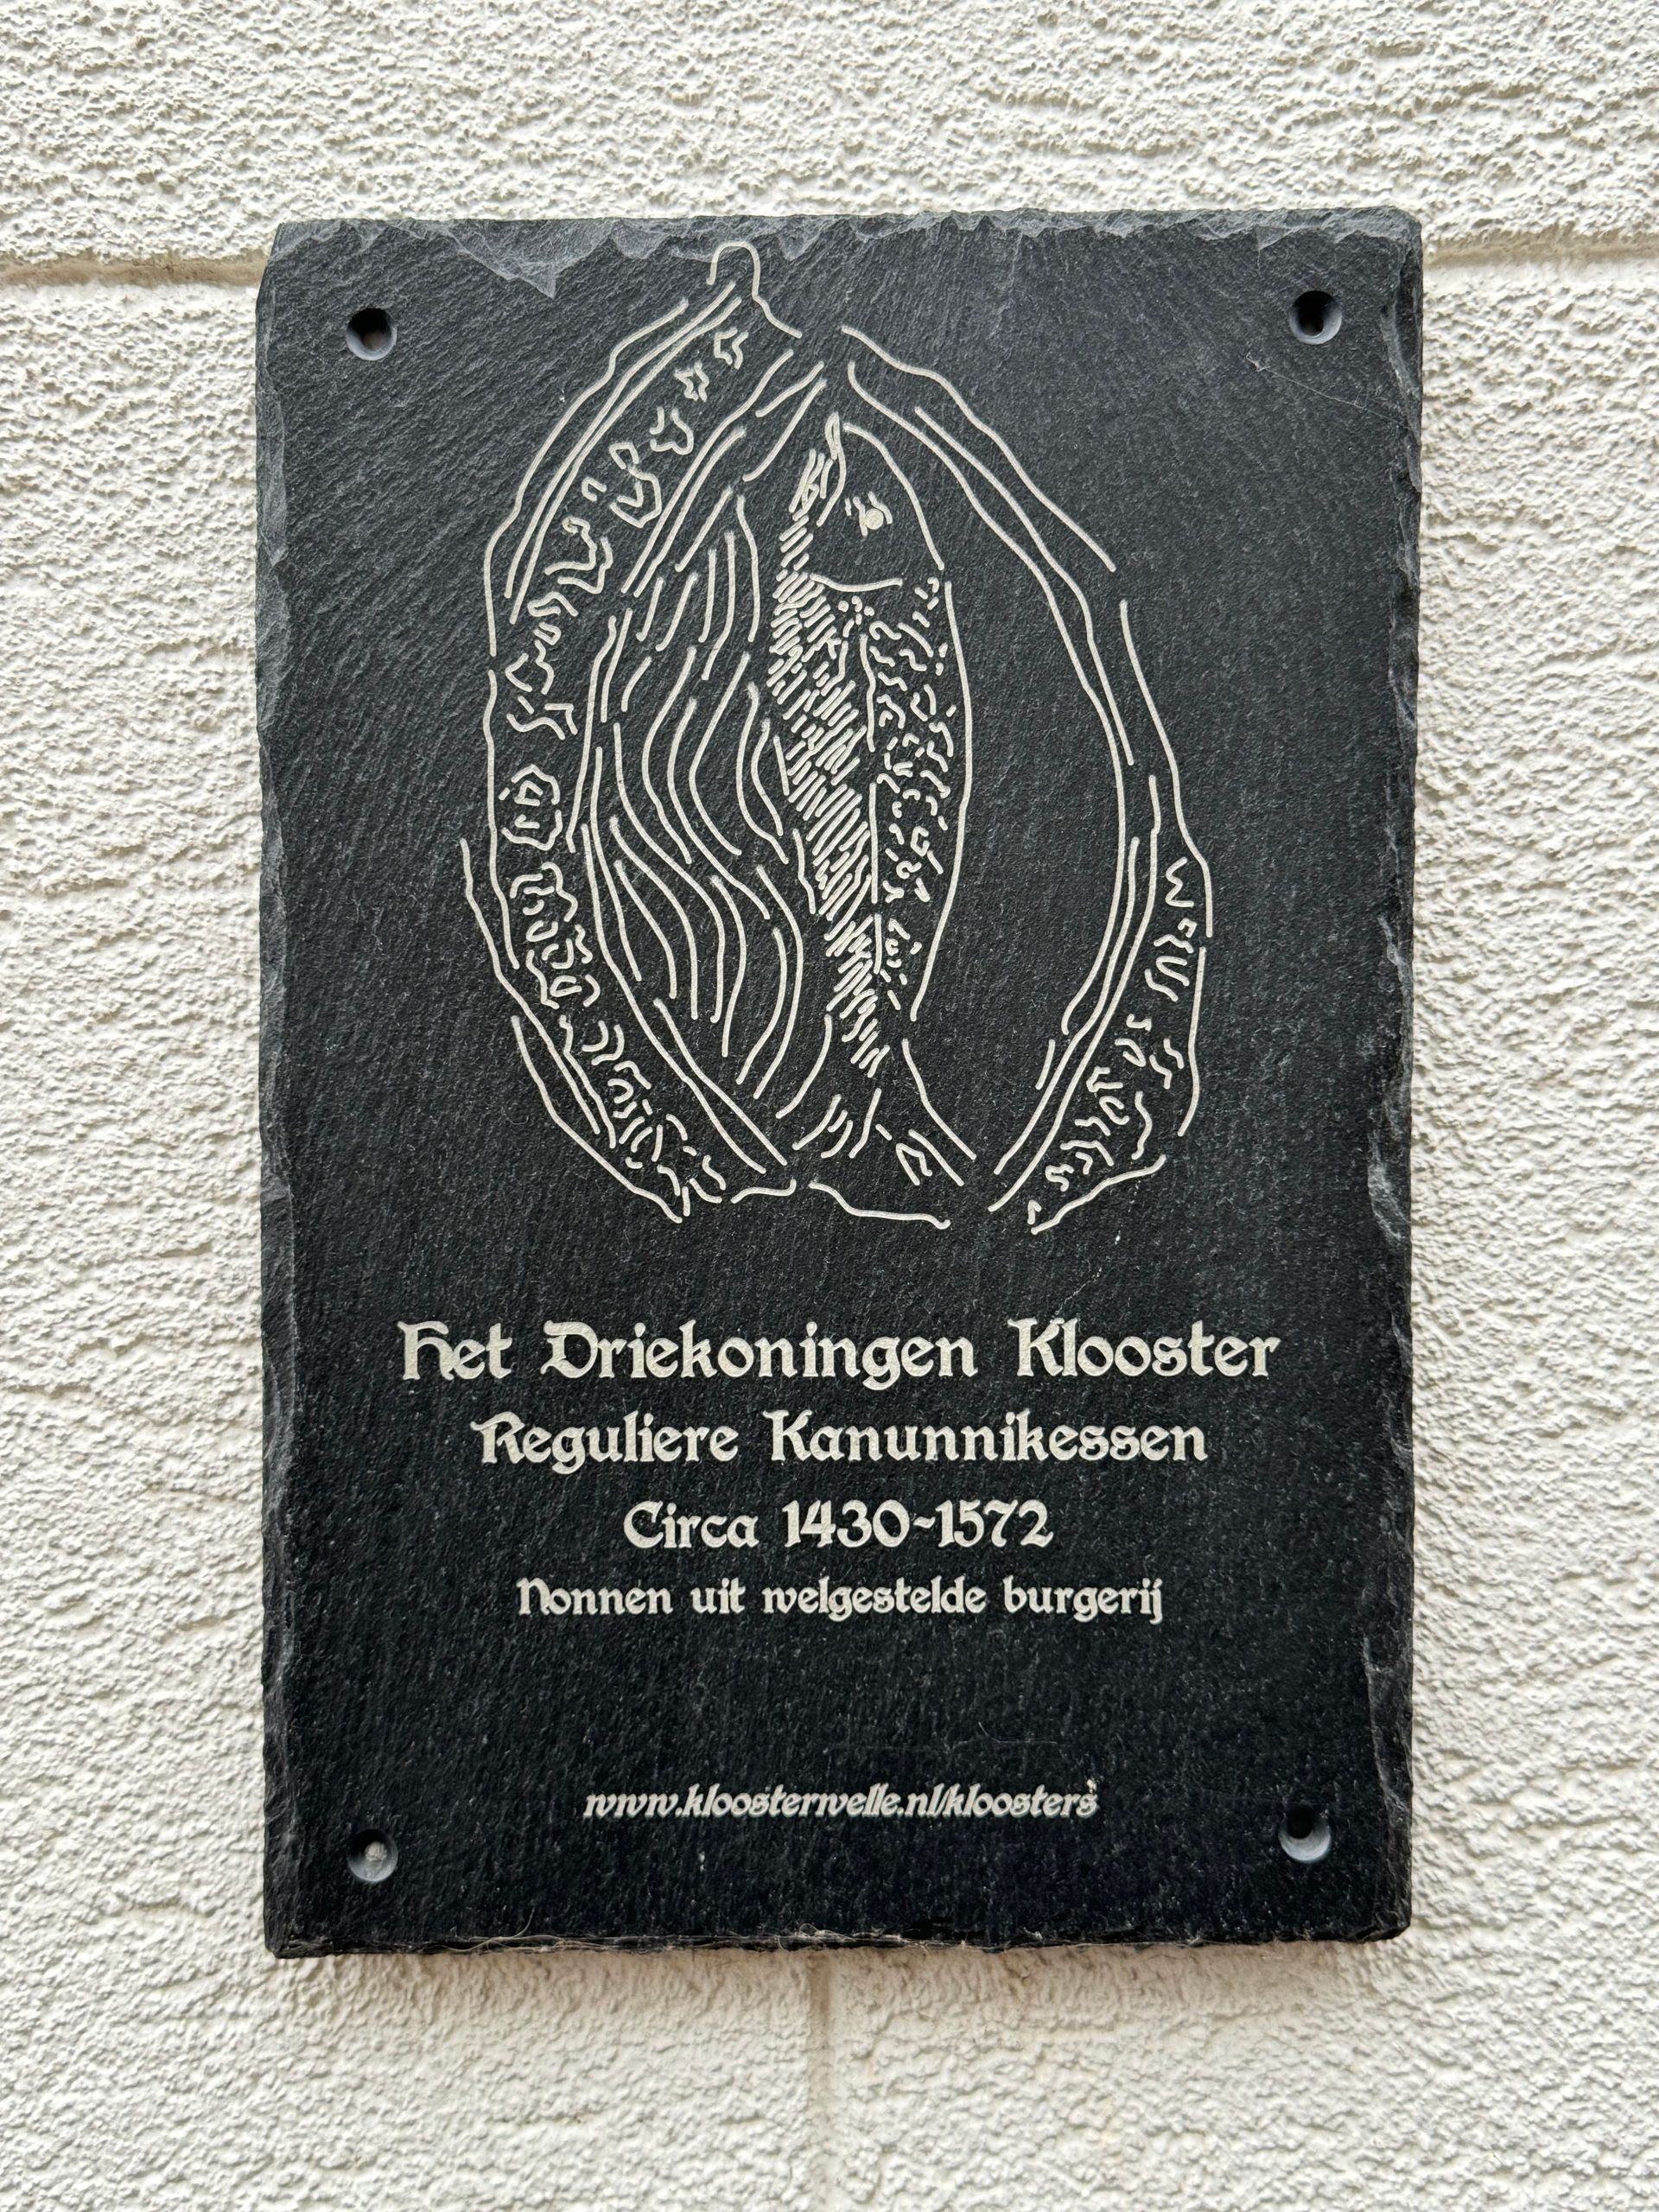 Het Driekoningen Klooster
Reguliere Kanunnikessen
Circa 1430-1572
Nonnen uit welgestelde burgerij
www.kloosterwelle.nl/kloosters